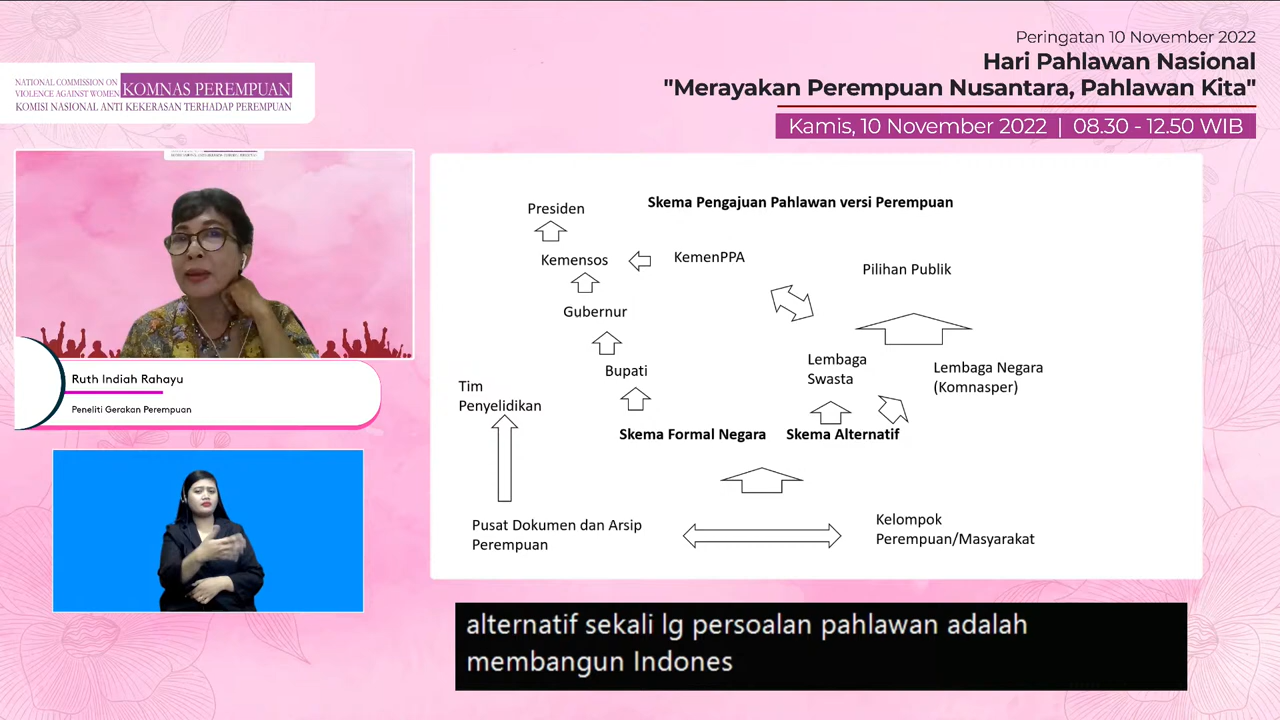 Peringatan 10 November 2022
Hari Pahlawan Nasional
"Merayakan Perempuan Nusantara, Pahlawan Kita"
Kamis, 10 November 2022 | 08.30 - 12.50 WIB
NATIONAL COMMISSION ON
VIOLENCE AGAINST WOMEN
KOMNAS PEREMPUAN
KOMISI NASIONAL ANTI KEKERASAN TERHADAP PEREMPUAN
Ruth Indiah Rahayu
Peneliti Gerakan Perempuan
Skema Pengajuan Pahlawan versi Perempuan
Presiden
Kemensos
KemenPPA
Pilihan Publik
Gubernur
Bupati
Lembaga
Swasta
Lembaga Negara
(Komnasper)
Tim
Penyelidikan
Skema Formal Negara
Skema Alternatif
Pusat Dokumen dan Arsip
Perempuan
Kelompok
Perempuan/Masyarakat
alternatif sekali lg persoalan pahlawan adalah
membangun Indones